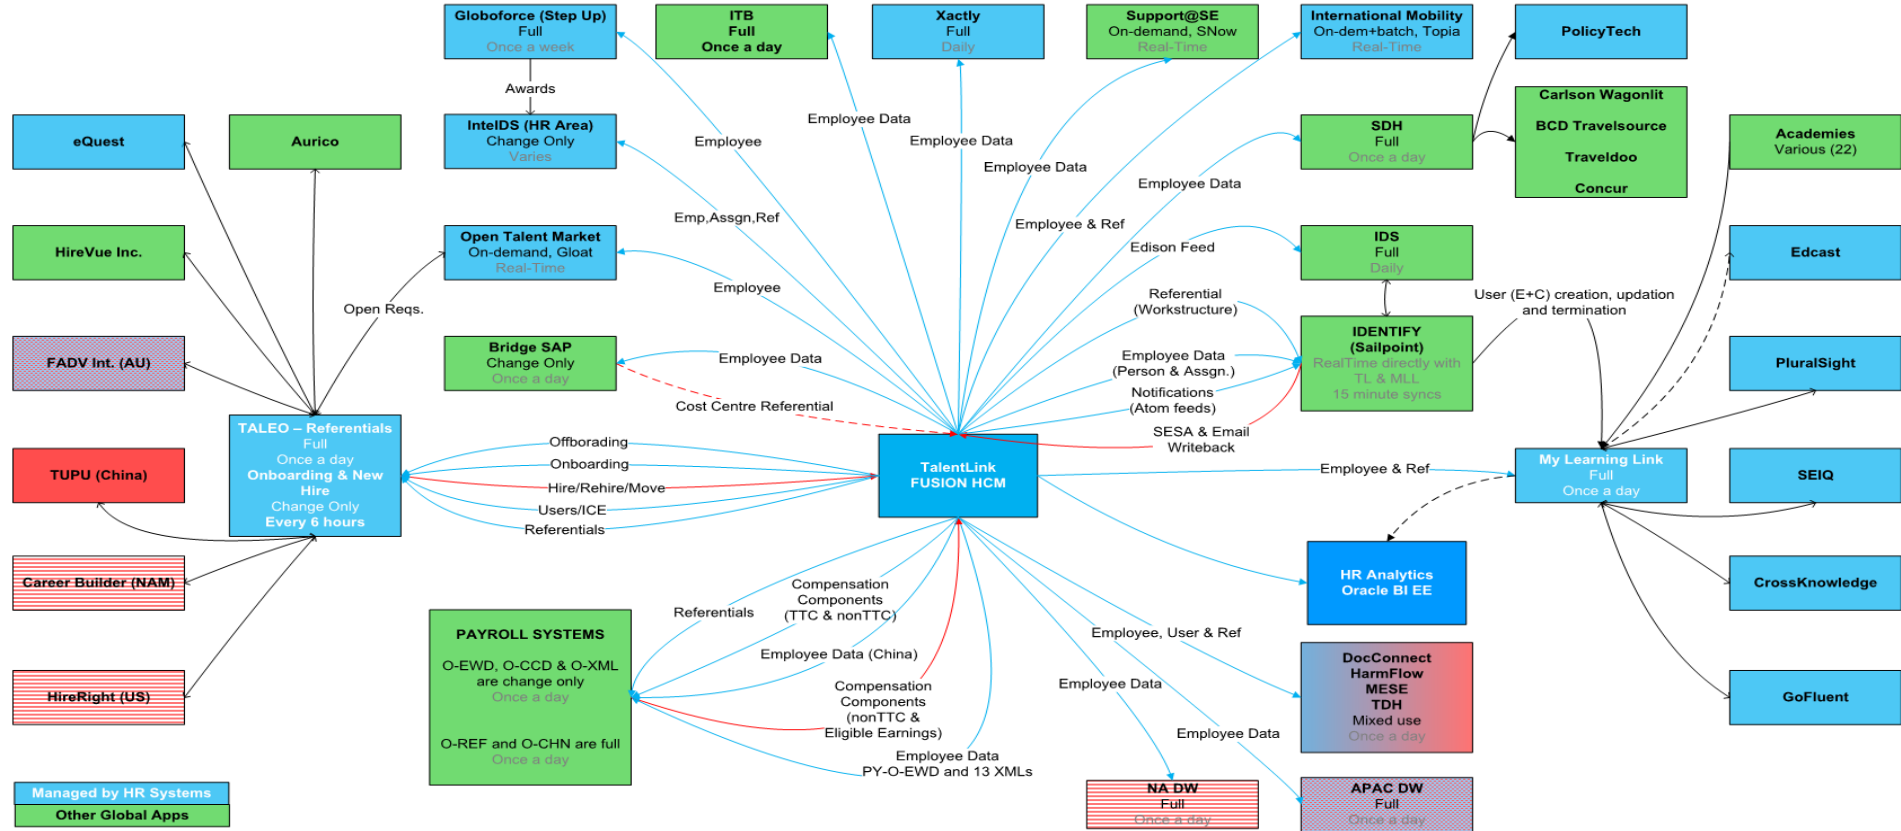 Globoforce (Step Up)
Full
Once a week
ITB
Full
Once a day
Xactly
Full
Daily
Support@SE
On-demand, SNow
Real-Time
International Mobility
On-dem+batch, Topia
Real-Time
PolicyTech
Awards
eQuest
Aurico
InteIDS (HR Area)
Change Only
Varies
Employee
Employee Data
Employee Data
Employee Data
SDH
Full
Once a day
Carlson Wagonlit
BCD Travelsource
Traveldoo
Concur
Academies
Various (22)
Employee Data
Emp,Assgn,Ref
Employee & Ref
HireVue Inc.
Open Talent Market
On-demand, Gloat
Real-Time
Edison Feed
IDS
Full
Daily
Edcast
Open Reqs.
Employee
Referential
(Workstructure)
User (E+C) creation, updation
and termination
FADV Int. (AU)
Bridge SAP
Change Only
Once a day
Employee Data
Employee Data
(Person & Assgn.)
IDENTIFY
(Sailpoint)
RealTime directly with
TL & MLL
15 minute syncs
PluralSight
Cost Centre Referential
Notifications
(Atom feeds)
SESA & Email
Writeback
TALEO – Referentials
Full
Once a day
Onboarding & New
Hire
Change Only
Every 6 hours
Offborading
Onboarding
Hire/Rehire/Move
Users/ICE
Referentials
TalentLink
FUSION HCM
Employee & Ref
My Learning Link
Full
Once a day
SEIQ
TUPU (China)
Career Builder (NAM)
HireRight (US)
HR Analytics
Oracle BI EE
CrossKnowledge
GoFluent
PAYROLL SYSTEMS
O-EWD, O-CCD & O-XML
are change only
Once a day
O-REF and O-CHN are full
Once a day
Referentials
Compensation
Components
(TTC & nonTTC)
Employee Data (China)
Compensation
Components
(nonTTC &
Eligible Earnings)
Employee Data
PY-O-EWD and 13 XMLs
Employee, User & Ref
Employee Data
Employee Data
DocConnect
HarmFlow
MESE
TDH
Mixed use
Once a day
NA DW
Full
Once a day
APAC DW
Full
Once a day
Managed by HR Systems
Other Global Apps